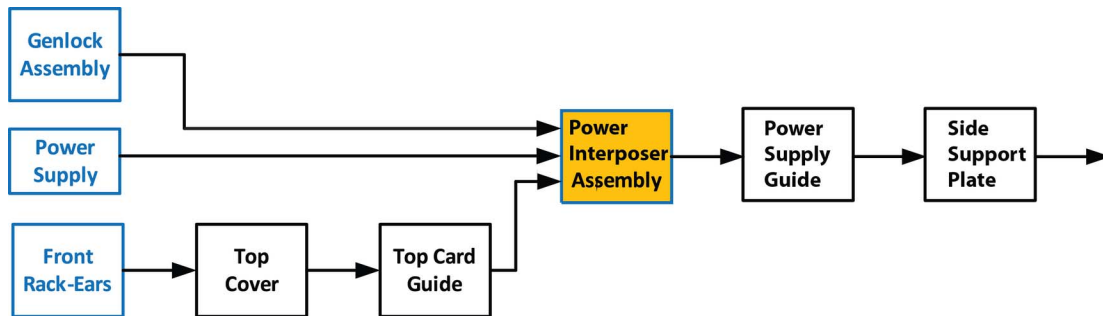 Genlock
Assembly
Power
Supply
Front
Rack-Ears
Top
Cover
Top Card
Guide
Power
Interposer
Assembly
Power
Supply
Guide
Side
Support
Plate